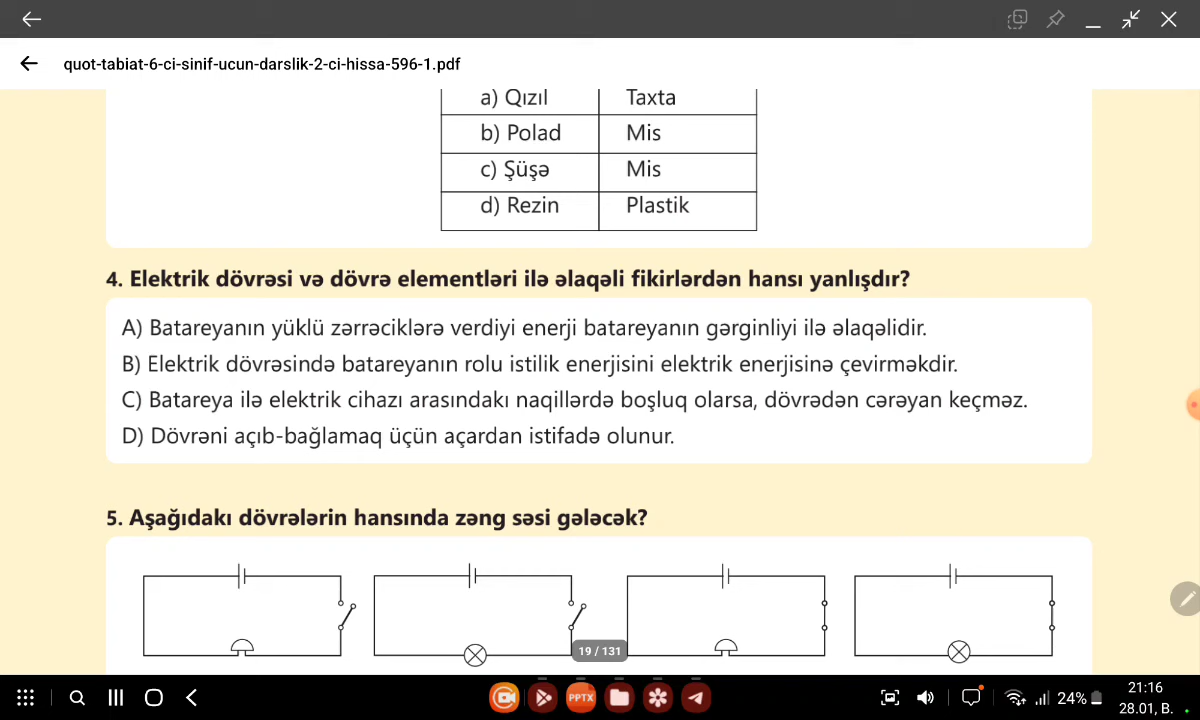 quot-tabiat-6-ci-sinif-ucun-darslik-2-ci-hissa-596-1.pdf
a) Qızıl Taxta
b) Polad Mis
c) Şüşə Mis
d) Rezin Plastik
4. Elektrik dövrəsi və dövrə elementləri ilə əlaqəli fikirlərdən hansı yanlışdır?
A) Batareyanın yüklü zərrəciklərə verdiyi enerji batareyanın gərginliyi ilə əlaqəlidir.
B) Elektrik dövrəsində batareyanın rolu istilik enerjisini elektrik enerjisinə çevirməkdir.
C) Batareya ilə elektrik cihazı arasındakı naqillərdə boşluq olarsa, dövrədən cərəyan keçməz.
D) Dövrəni açıb-bağlamaq üçün açardan istifadə olunur.
5. Aşağıdakı dövrələrin hansında zəng səsi gələcək?
19 / 131
PPTX
24%
21:16
28.01, B.